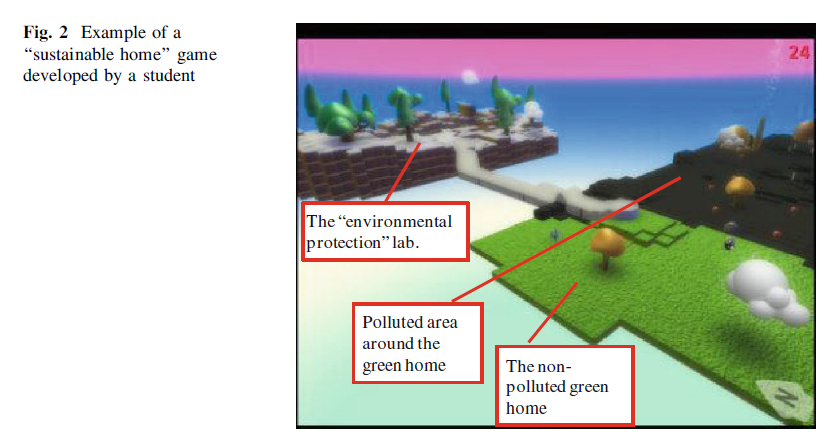 Fig. 2 Example of a
“sustainable home” game
developed by a student
24
The “environmental
protection” lab.
Polluted area
around the
green home
The non-
polluted green
home
N